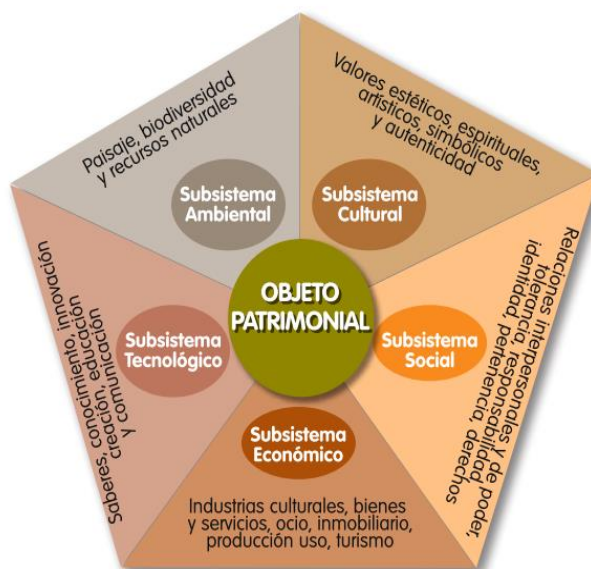 Paisaje, biodiversidad
y recursos naturales
Valores estéticos, espirituales,
artísticos, simbólicos
y autenticidad
Subsistema
Ambiental
Subsistema
Cultural
OBJETO
PATRIMONIAL
Subsistema
Tecnológico
Saberes, conocimiento, innovación
creación, educación
y comunicación
Subsistema
Social
Relaciones interpersonales y de poder,
tolerancia, responsabilidad,
identidad, pertenencia, derechos
Subsistema
Económico
Industrias culturales, bienes
y servicios, ocio, inmobiliario,
producción uso, turismo